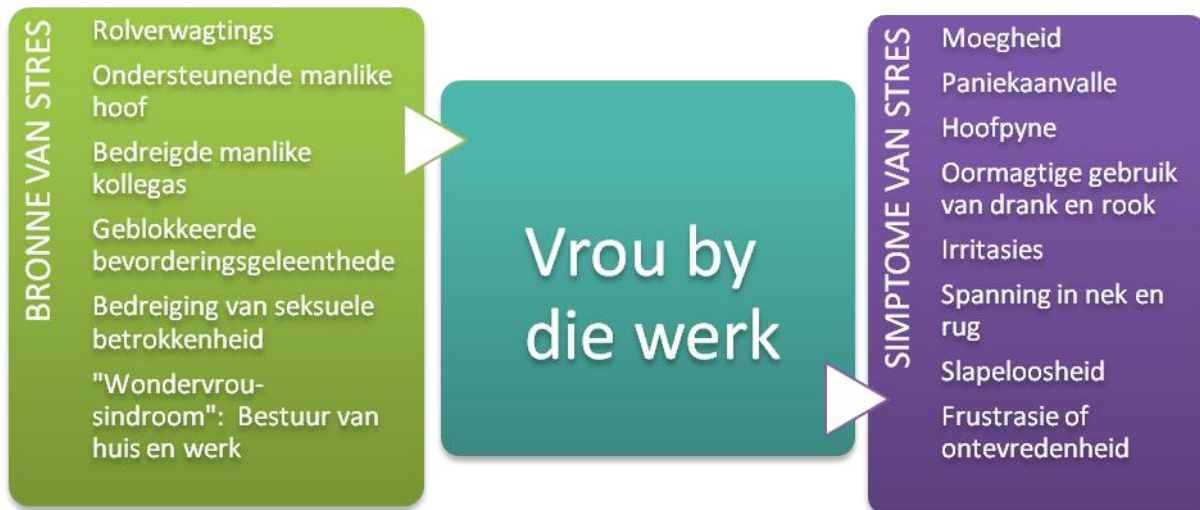 BRONNE VAN STRES
Rolverwagtings
Ondersteunende manlike
hoof
Bedreigde manlike
kollegas
Geblokkeerde
bevorderingsgeleenthede
Bedreiging van seksuele
betrokkenheid
"Wondervrou-
sindroom": Bestuur van
huis en werk
Vrou by
die werk
SIMPTOME VAN STRES
Moegheid
Paniekaanvalle
Hoofpyne
Oormagtige gebruik
van drank en rook
Irritasies
Spanning in nek en
rug
Slapeloosheid
Frustrasie of
ontevredenheid